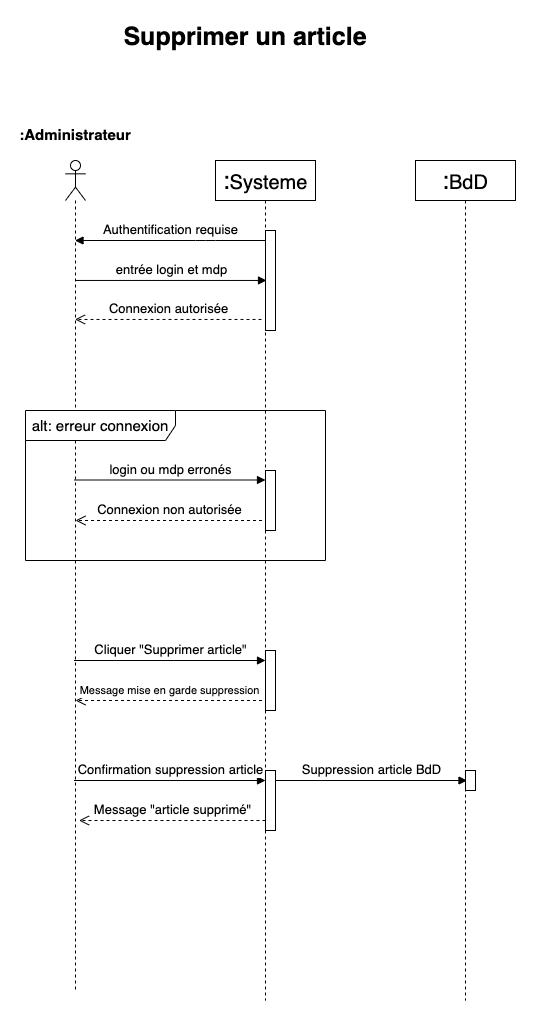 Supprimer un article
:Administrateur
:Systeme
:BdD
Authentification requise
entrée login et mdp
Connexion autorisée
alt: erreur connexion
login ou mdp erronés
Connexion non autorisée
Cliquer "Supprimer article"
Message mise en garde suppression
Confirmation suppression article
Suppression article BdD
Message "article supprimé"